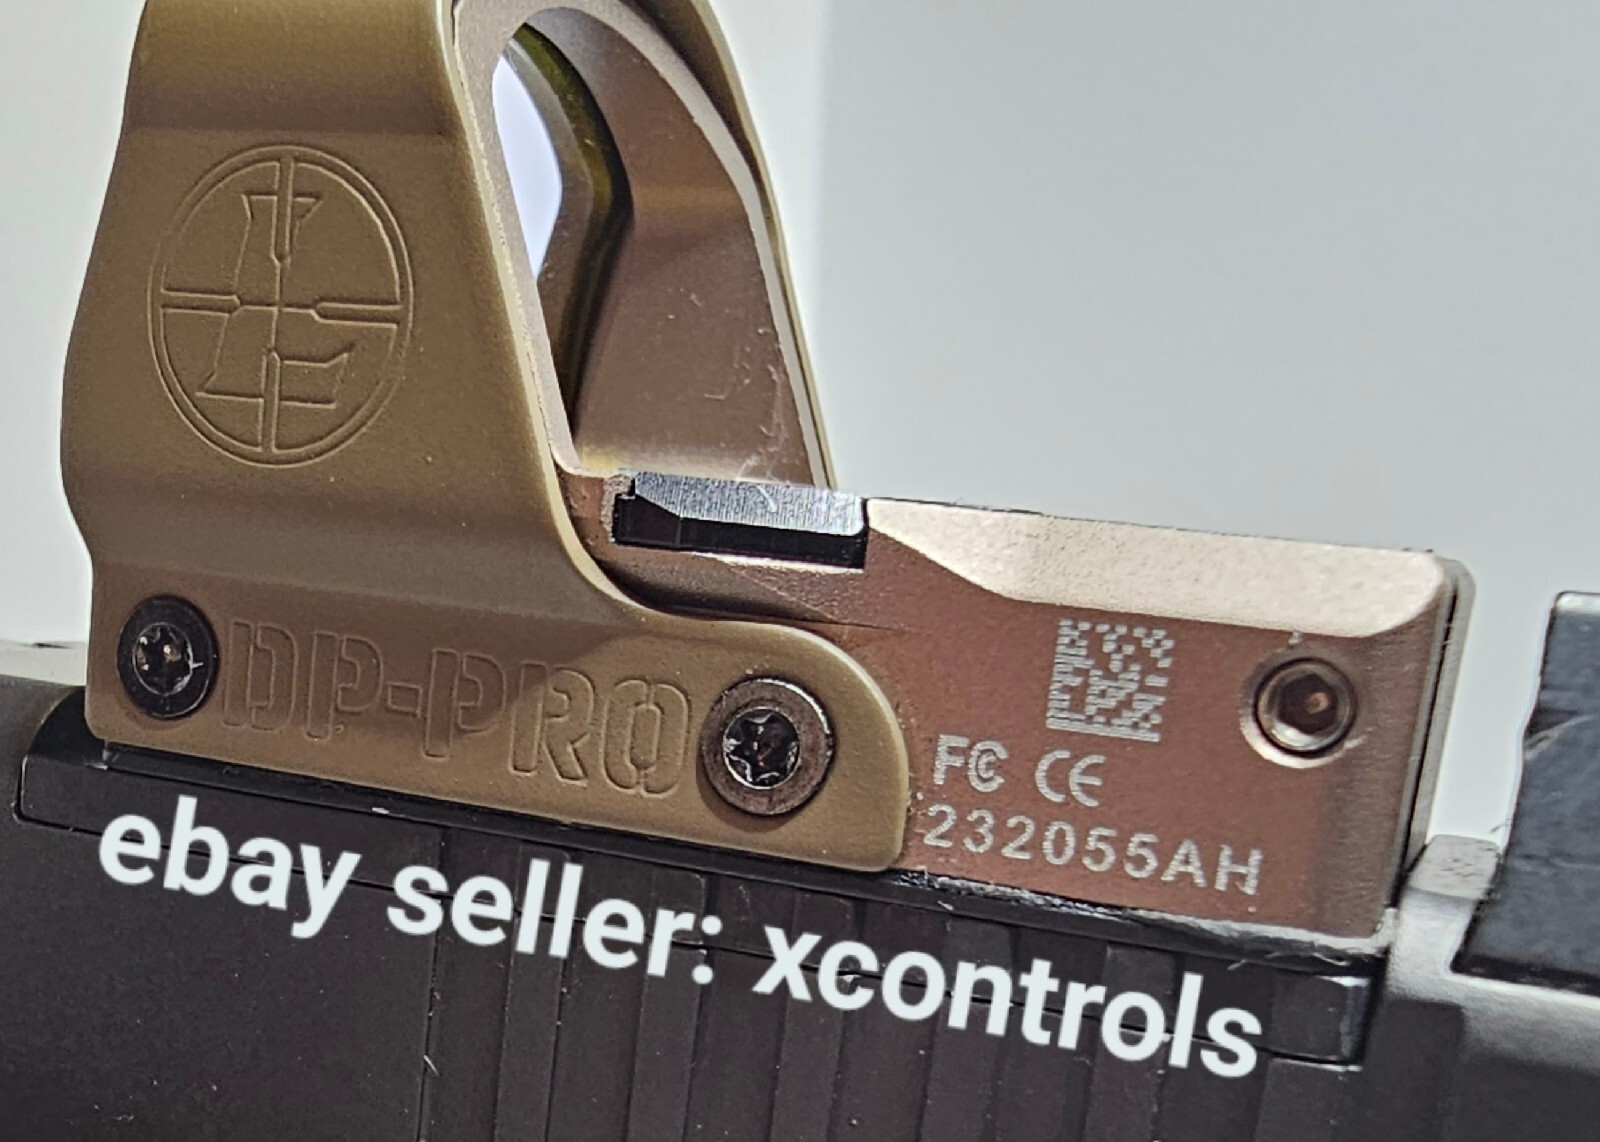 DP-PRO
FC CE
232055AH
ebay seller: xcontrols